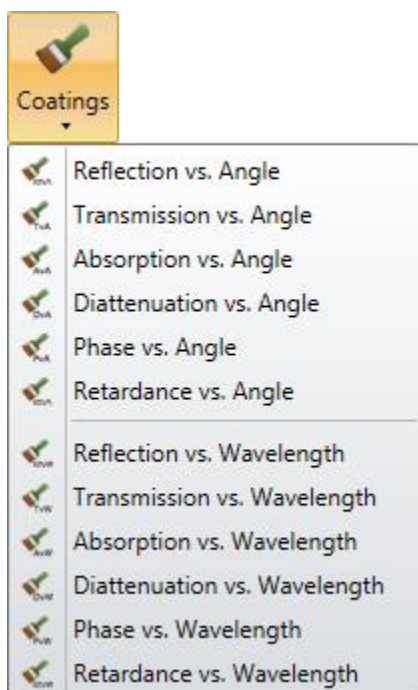 Coatings
Reflection vs. Angle
Transmission vs. Angle
Absorption vs. Angle
Diattenuation vs. Angle
Phase vs. Angle
Retardance vs. Angle
Reflection vs. Wavelength
Transmission vs. Wavelength
Absorption vs. Wavelength
Diattenuation vs. Wavelength
Phase vs. Wavelength
Retardance vs. Wavelength